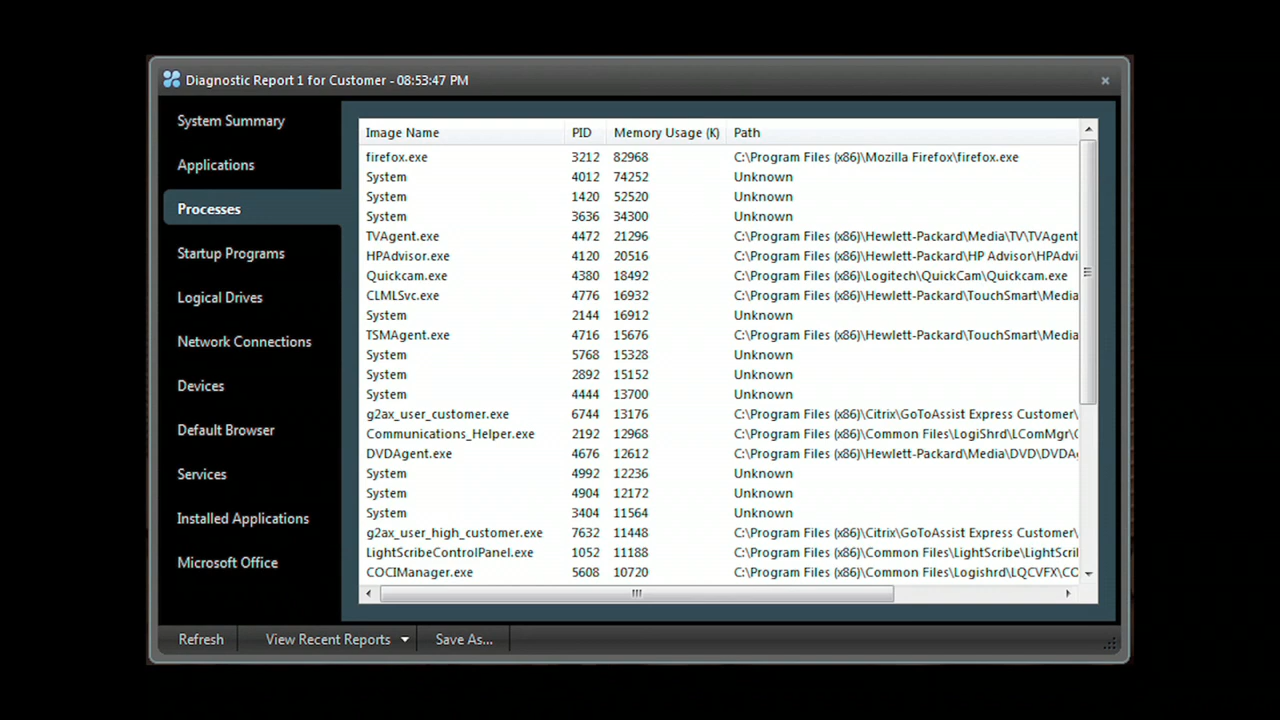 Diagnostic Report 1 for Customer - 08:53:47 PM
System Summary
Applications
Processes
Startup Programs
Logical Drives
Network Connections
Devices
Default Browser
Services
Installed Applications
Microsoft Office
Image Name PID Memory Usage (K) Path
firefox.exe 3212 82968 C:\Program Files (x86)\Mozilla Firefox\firefox.exe
System 4012 74252 Unknown
System 1420 52520 Unknown
System 3636 34300 Unknown
TVAgent.exe 4472 21296 C:\Program Files (x86)\Hewlett-Packard\Media\TV\TVAgent
HPAdvisor.exe 4120 20516 C:\Program Files (x86)\Hewlett-Packard\HP Advisor\HPAdvi
Quickcam.exe 4380 18492 C:\Program Files (x86)\Logitech\QuickCam\Quickcam.exe
CLMLSvc.exe 4776 16932 C:\Program Files (x86)\Hewlett-Packard\TouchSmart\Media
System 2144 16912 Unknown
TSMAgent.exe 4716 15676 C:\Program Files (x86)\Hewlett-Packard\TouchSmart\Media
System 5768 15328 Unknown
System 2892 15152 Unknown
System 4444 13700 Unknown
g2ax_user_customer.exe 6744 13176 C:\Program Files (x86)\Citrix\GoToAssist Express Customer\
Communications_Helper.exe 2192 12968 C:\Program Files (x86)\Common Files\LogiShrd\LComMgr\C
DVDAgent.exe 4676 12612 C:\Program Files (x86)\Hewlett-Packard\Media\DVD\DVDAg
System 4992 12236 Unknown
System 4904 12172 Unknown
System 3404 11564 Unknown
g2ax_user_high_customer.exe 7632 11448 C:\Program Files (x86)\Citrix\GoToAssist Express Customer\
LightScribeControlPanel.exe 1052 11188 C:\Program Files (x86)\Common Files\LightScribe\LightScril
COCIManager.exe 5608 10720 C:\Program Files (x86)\Common Files\Logishrd\LQCVFX\CO
Refresh
View Recent Reports
Save As...